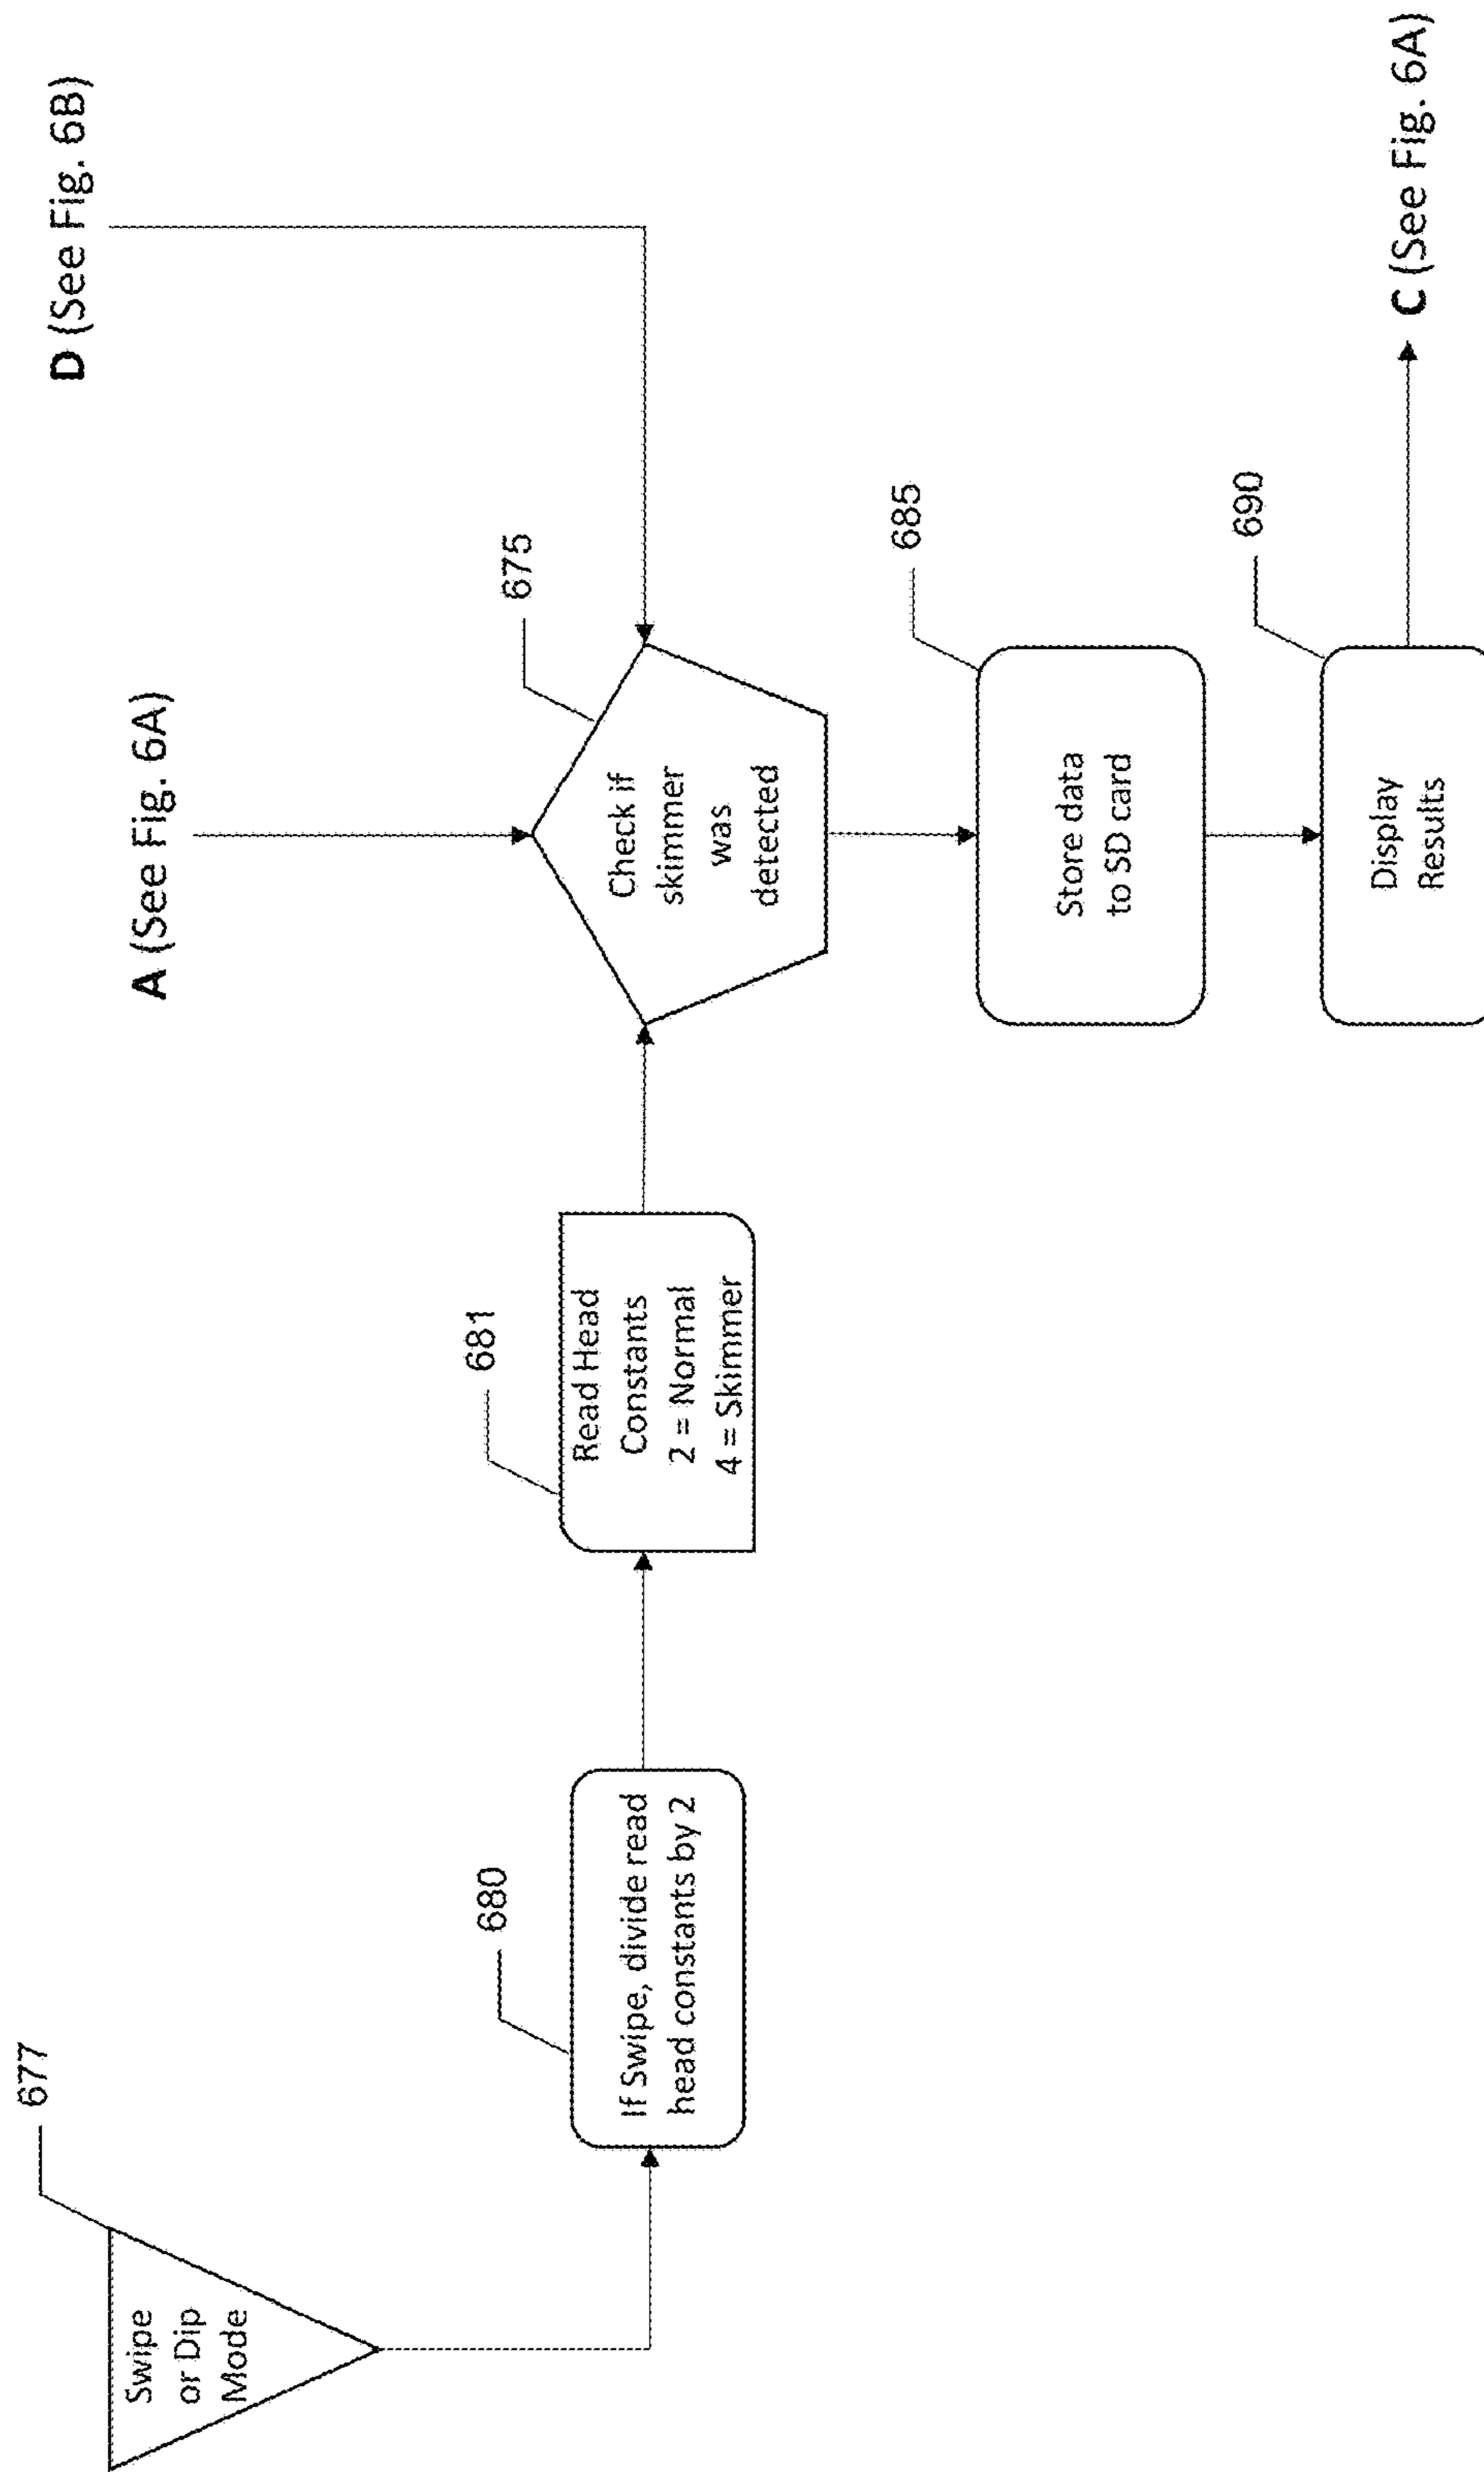 D (See Fig. 6B)
A (See Fig. 6A)
677
Swipe
or Dip
Mode
680
If Swipe, divide read
head constants by 2
681
Read Head
Constants
2 = Normal
4 = Skimmer
675
Check if
skimmer
was
detected
685
Store data
to SD card
690
Display
Results
C (See Fig. 6A)